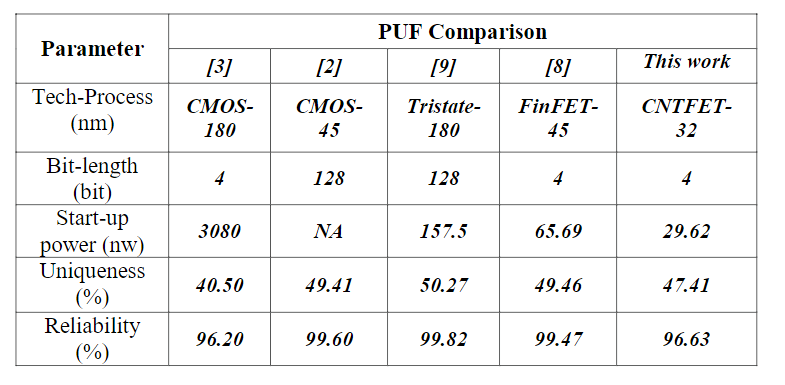 Parameter PUF Comparison
[3] [2] [9] [8] This work
Tech-Process (nm) CMOS-180 CMOS-45 Tristate-180 FinFET-45 CNTFET-32
Bit-length (bit) 4 128 128 4 4
Start-up power (nw) 3080 NA 157.5 65.69 29.62
Uniqueness (%) 40.50 49.41 50.27 49.46 47.41
Reliability (%) 96.20 99.60 99.82 99.47 96.63